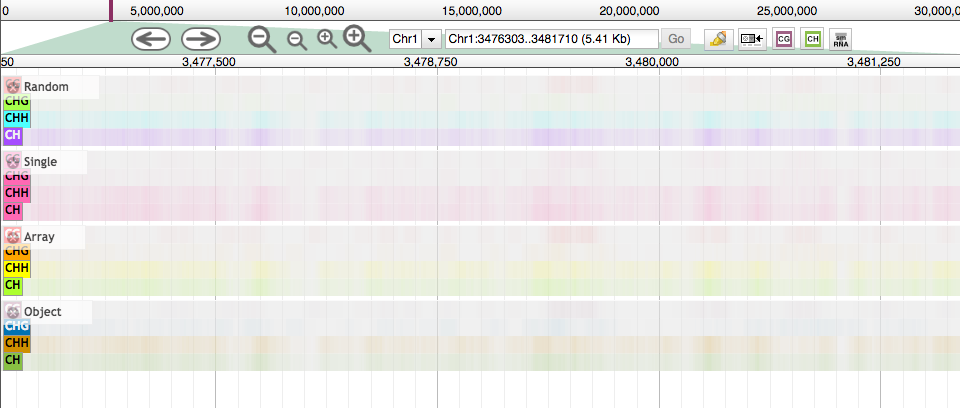 0 5,000,000 10,000,000 15,000,000 20,000,000 25,000,000 30,000,00
Chr1 Chr1:3476303..3481710 (5.41 Kb) Go CG CH sm RNA
50 3,477,500 3,478,750 3,480,000 3,481,250
Random
CHG
CHH
CH
Single
CHG
CHH
CH
Array
CHG
CHH
CH
Object
CHG
CHH
CH